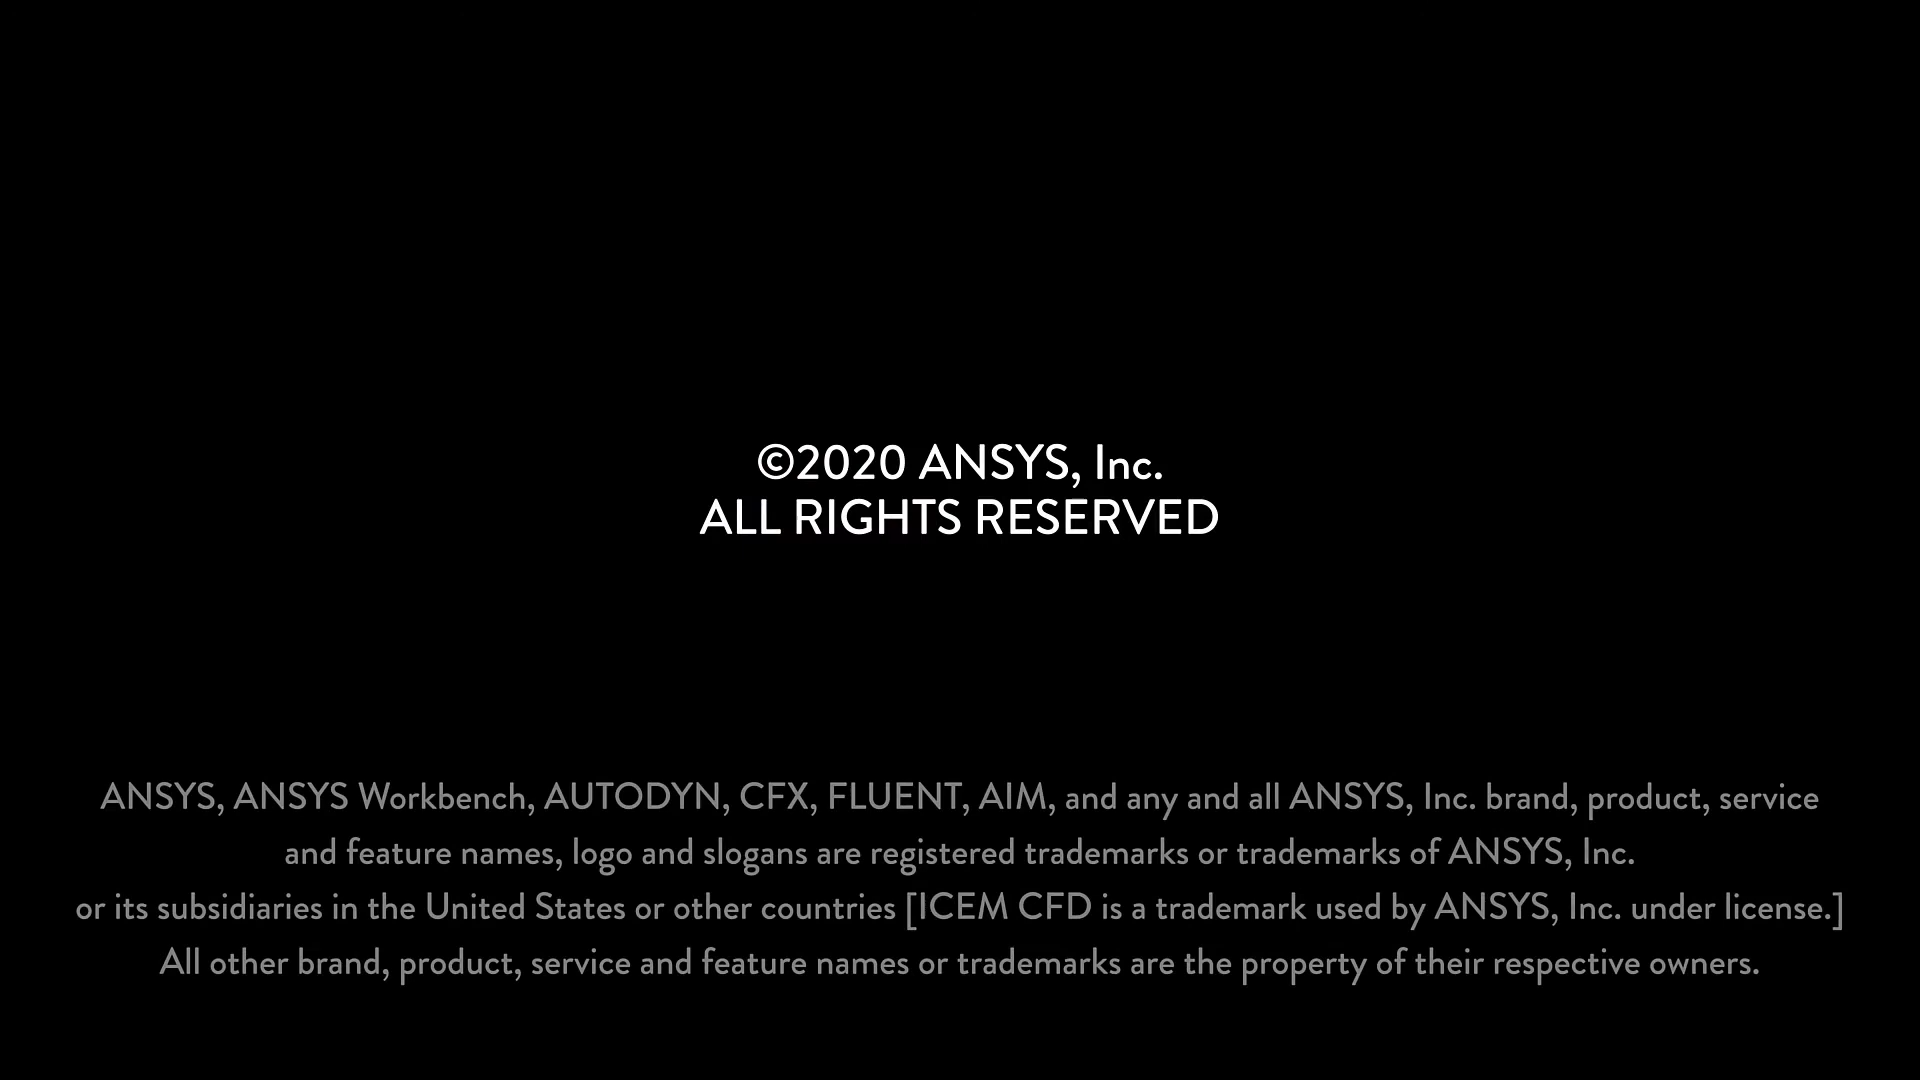 ©2020 ANSYS, Inc.
ALL RIGHTS RESERVED
ANSYS, ANSYS Workbench, AUTODYN, CFX, FLUENT, AIM, and any and all ANSYS, Inc. brand, product, service
and feature names, logo and slogans are registered trademarks or trademarks of ANSYS, Inc.
or its subsidiaries in the United States or other countries [ICEM CFD is a trademark used by ANSYS, Inc. under license.]
All other brand, product, service and feature names or trademarks are the property of their respective owners.